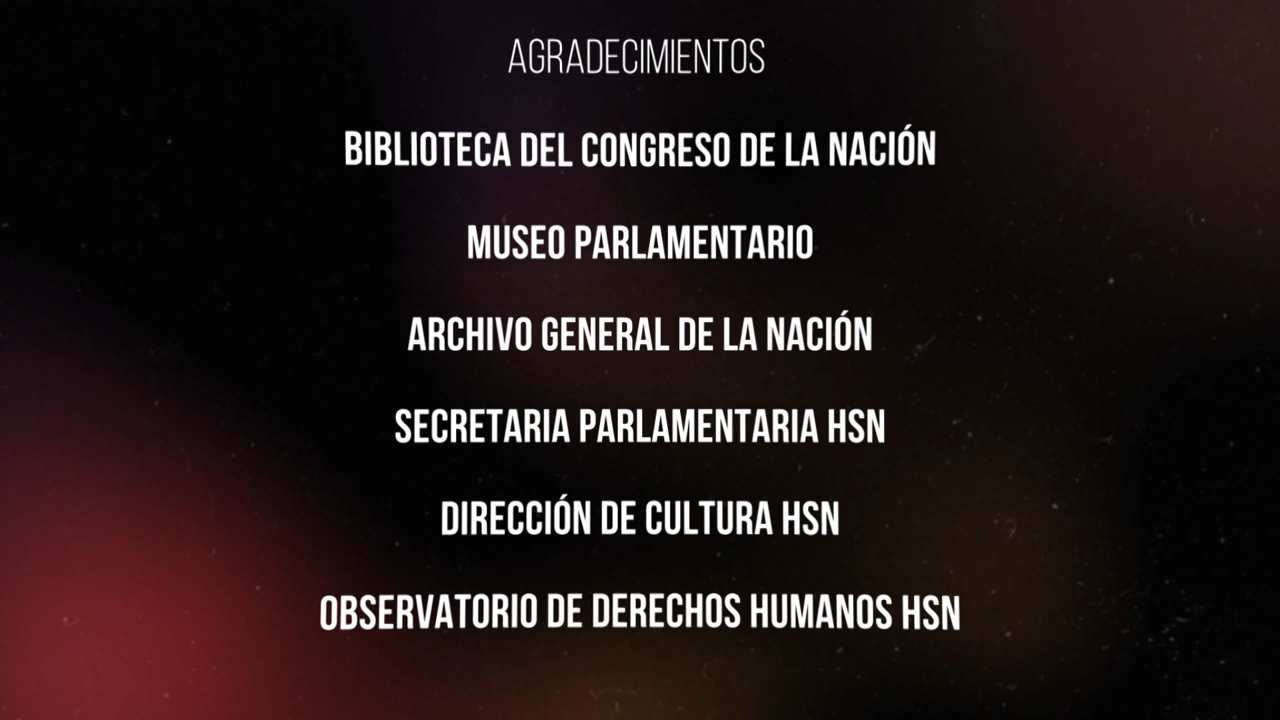 AGRADECIMIENTOS
BIBLIOTECA DEL CONGRESO DE LA NACIÓN
MUSEO PARLAMENTARIO
ARCHIVO GENERAL DE LA NACIÓN
SECRETARIA PARLAMENTARIA HSN
DIRECCIÓN DE CULTURA HSN
OBSERVATORIO DE DERECHOS HUMANOS HSN